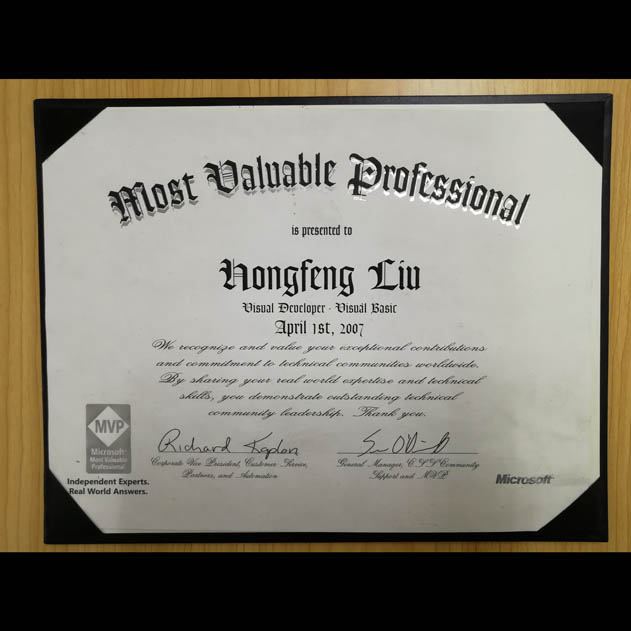 Most Valuable Professional
is presented to
Hongfeng Liu
Visual Developer - Visual Basic
April 1st, 2007
We recognize and value your exceptional contributions
and commitment to technical communities worldwide.
By sharing your real world expertise and technical
skills, you demonstrate outstanding technical
community leadership. Thank you.
MVP
Microsoft
Most Valuable
Professional
Independent Experts.
Real World Answers.
Richard Kaplan
Corporate Vice President, Customer Service,
Partners, and Automation
General Manager, CSS Community
Support and MVP
Microsoft